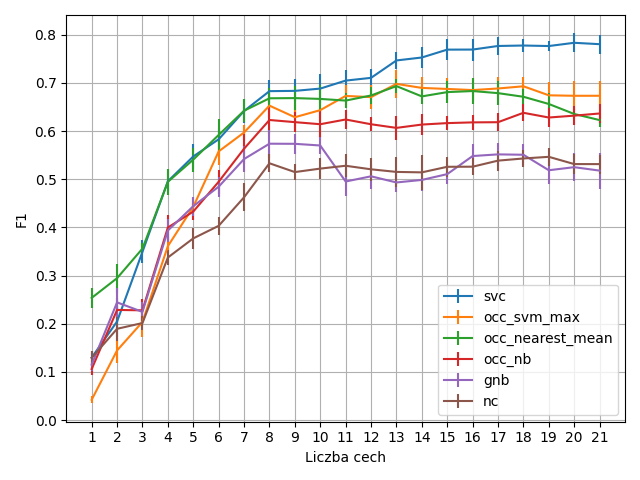 0.8
0.7
0.6
0.5
0.4
0.3
0.2
0.1
0.0
F1
1 2 3 4 5 6 7 8 9 10 11 12 13 14 15 16 17 18 19 20 21
Liczba cech
svc
occ_svm_max
occ_nearest_mean
occ_nb
gnb
nc